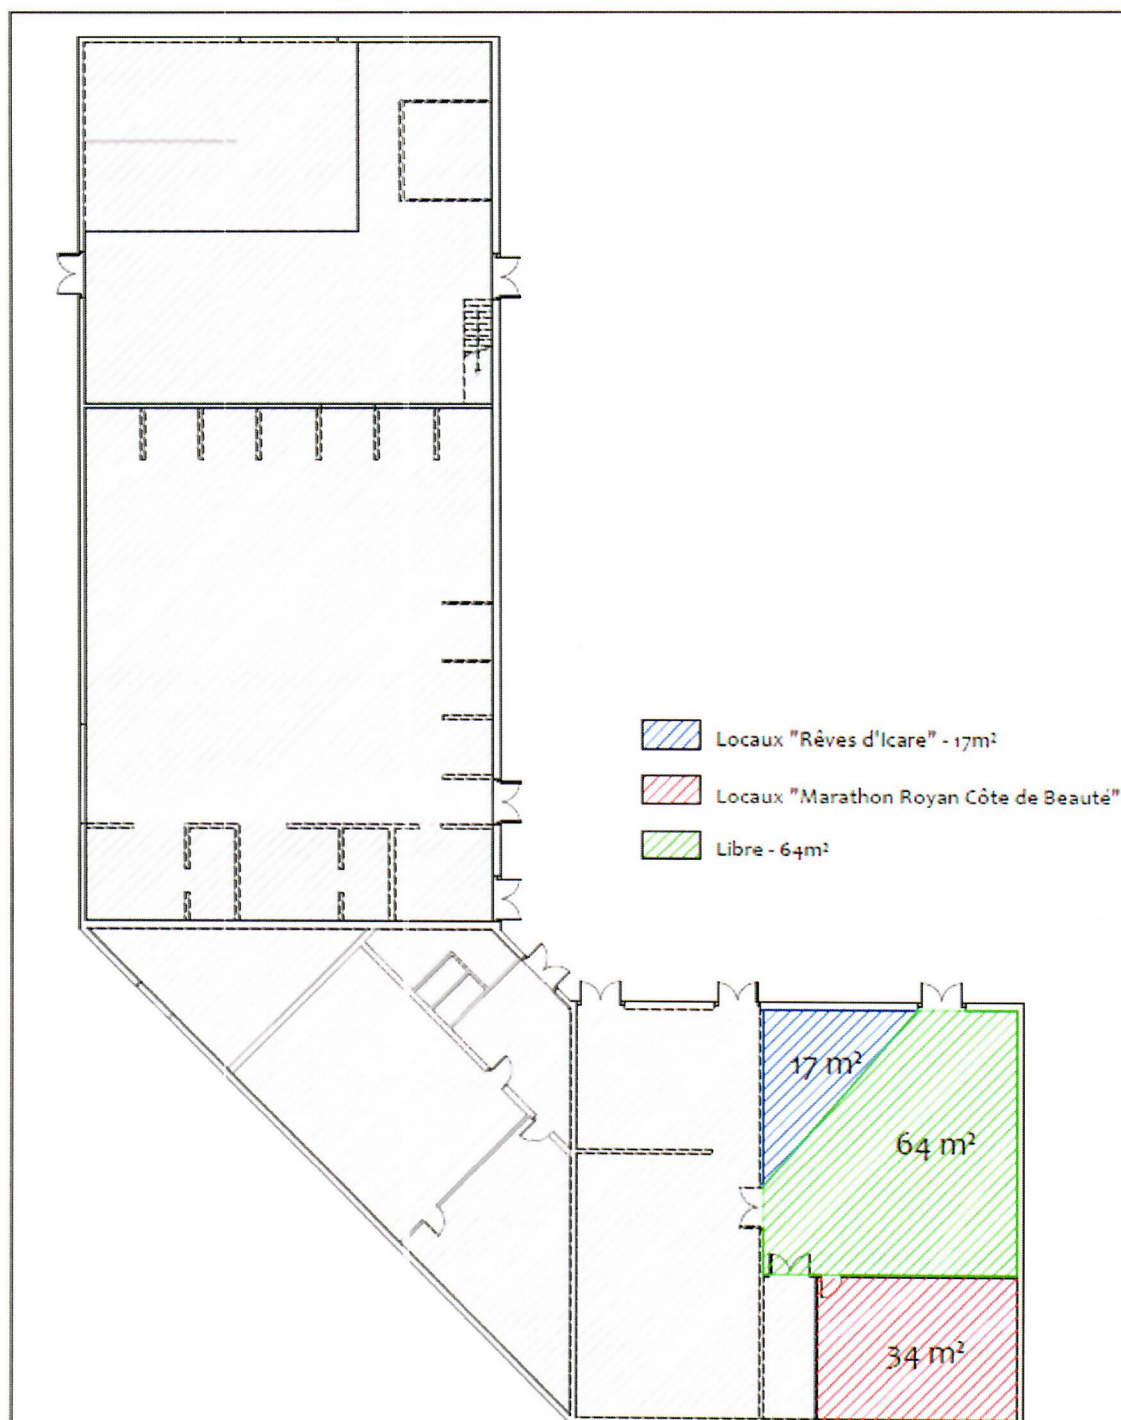 Locaux "Rêves d'Icare" - 17m²
Locaux "Marathon Royan Côte de Beauté"
Libre - 64m²
17 m²
64 m²
34 m²